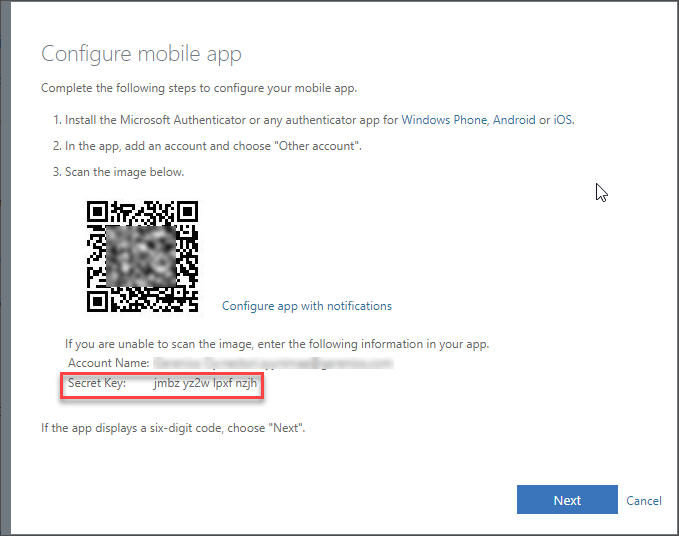 Configure mobile app
Complete the following steps to configure your mobile app.
1. Install the Microsoft Authenticator or any authenticator app for Windows Phone, Android or iOS.
2. In the app, add an account and choose "Other account".
3. Scan the image below.
Configure app with notifications
If you are unable to scan the image, enter the following information in your app.
Account Name:
Secret Key: jmbz yz2w lpxf nzjh
If the app displays a six-digit code, choose "Next".
Next Cancel